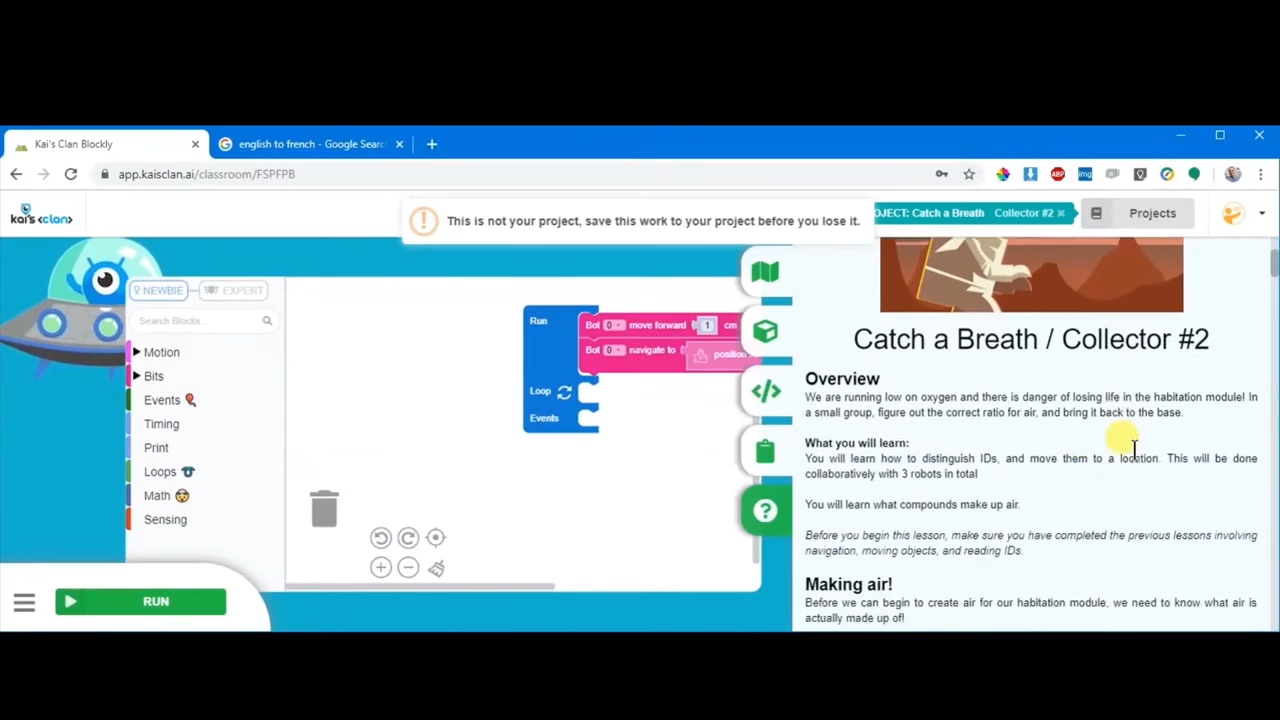 Kai's Clan Blockly
english to french - Google Searc
app.kaisclan.ai/classroom/FSPFPB
ABP
img
kai's <clan>
This is not your project, save this work to your project before you lose it.
OJECT: Catch a Breath Collector #2
Projects
NEWBIE
EXPERT
Search Blocks..
Motion
Bits
Events
Timing
Print
Loops
Math
Sensing
Run
Bot 0 move forward 1 cm
Bot 0 navigate to position
Loop
Events
RUN
Catch a Breath / Collector #2
Overview
We are running low on oxygen and there is danger of losing life in the habitation module! In
a small group, figure out the correct ratio for air, and bring it back to the base.
What you will learn:
You will learn how to distinguish IDs, and move them to a location. This will be done
collaboratively with 3 robots in total
You will learn what compounds make up air.
Before you begin this lesson, make sure you have completed the previous lessons involving
navigation, moving objects, and reading IDs.
Making air!
Before we can begin to create air for our habitation module, we need to know what air is
actually made up of!